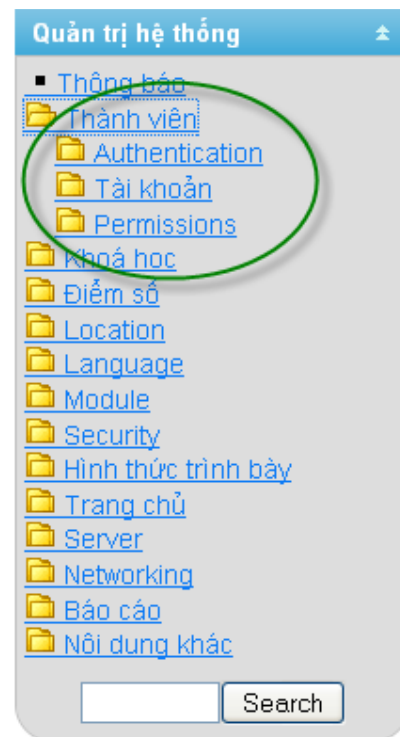 Quản trị hệ thống
Thông báo
Thành viên
Authentication
Tài khoản
Permissions
Khoá học
Điểm số
Location
Language
Module
Security
Hình thức trình bày
Trang chủ
Server
Networking
Báo cáo
Nôi dung khác
Search